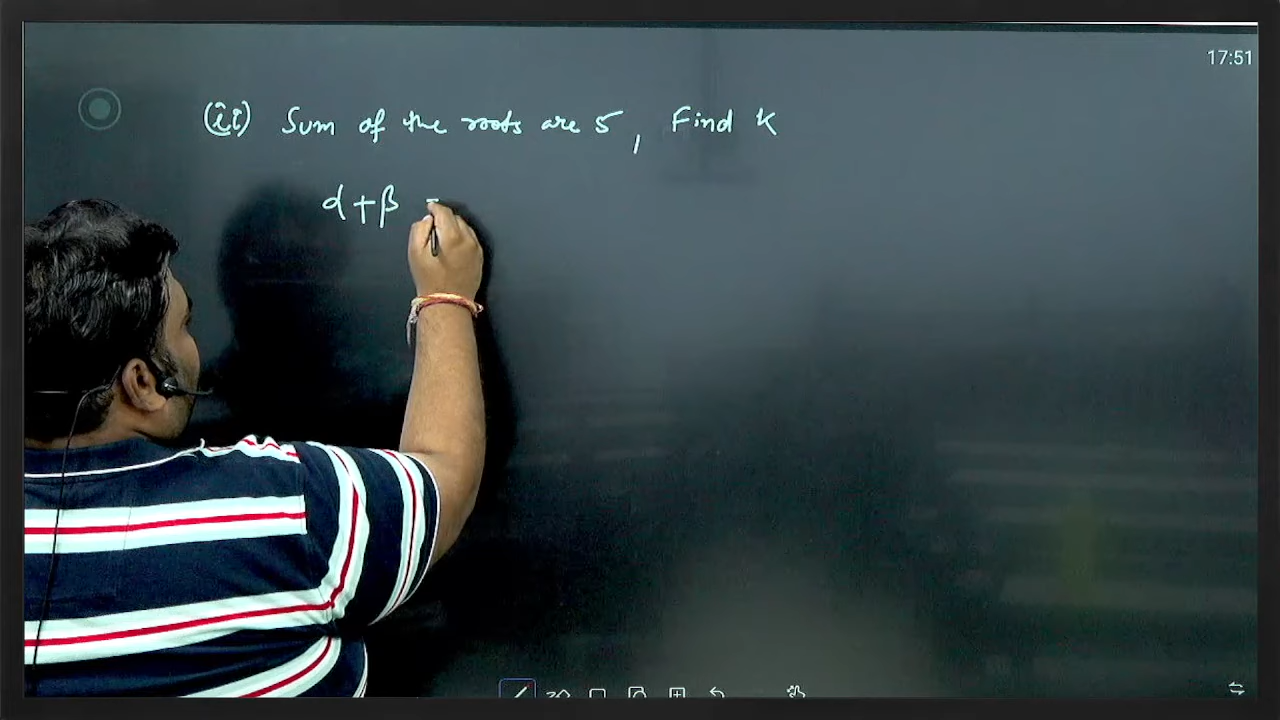 17:51
(ii) Sum of the roots are 5, Find k
α+β =